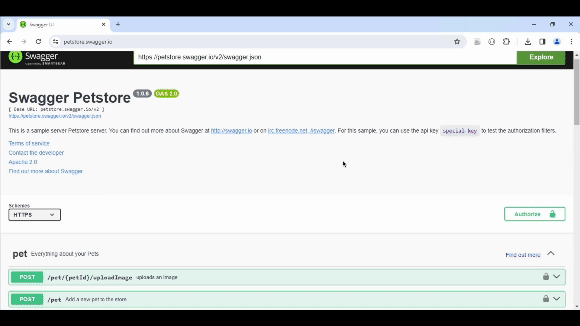 Swagger UI
petstore.swagger.io
Swagger
https://petstore.swagger.io/v2/swagger.json
Explore
Swagger Petstore 1.0.6 OAS 2.0
[ Base URL: petstore.swagger.io/v2 ]
https://petstore.swagger.io/v2/swagger.json
This is a sample server Petstore server. You can find out more about Swagger at http://swagger.io or on irc.freenode.net, #swagger. For this sample, you can use the api key special-key to test the authorization filters.
Terms of service
Contact the developer
Apache 2.0
Find out more about Swagger
Schemes
HTTPS
Authorize
pet Everything about your Pets
Find out more
POST /pet/{petId}/uploadImage uploads an image
POST /pet Add a new pet to the store